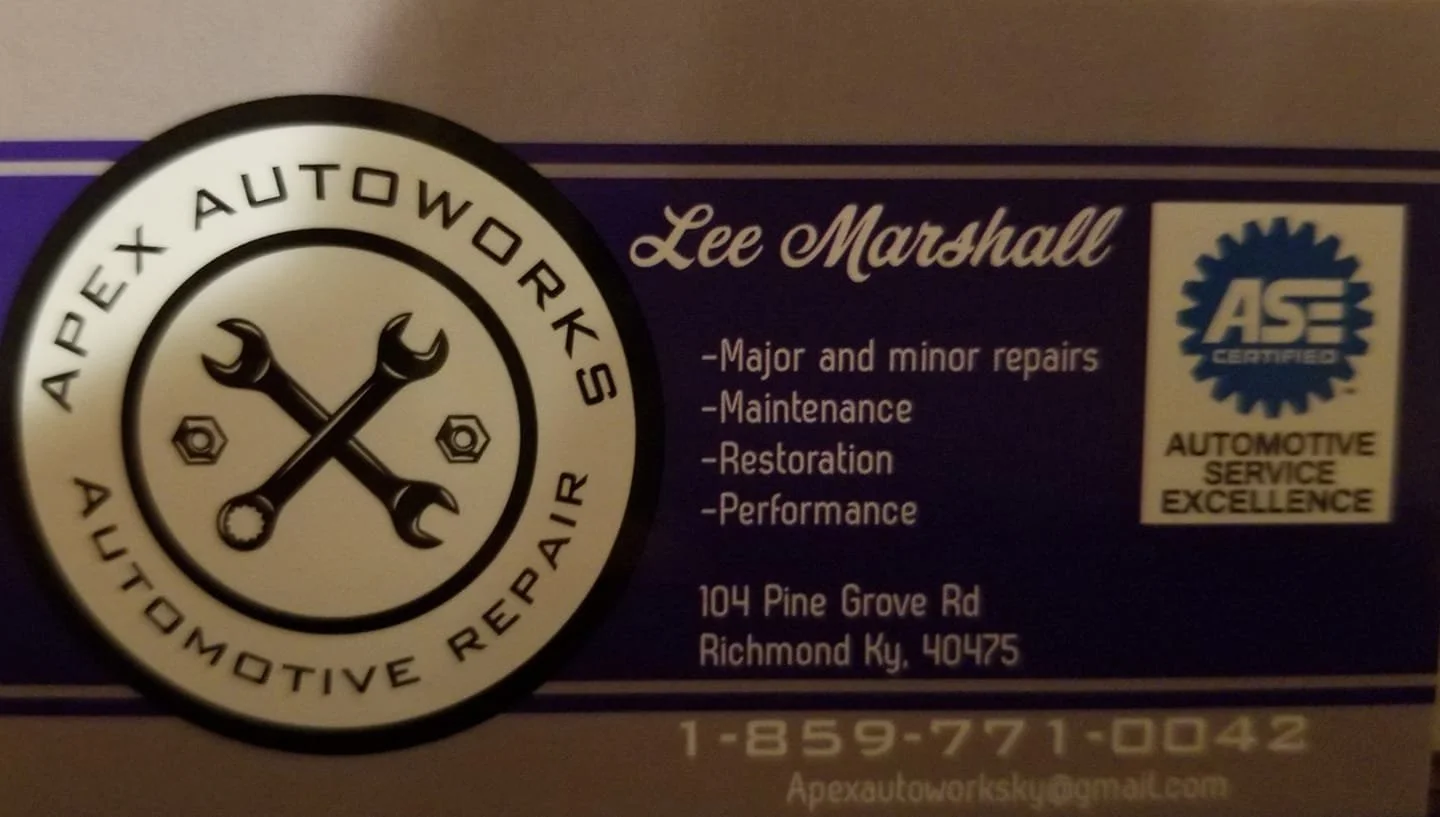 APEX AUTOWORKS
AUTOMOTIVE REPAIR
Lee Marshall
-Major and minor repairs
-Maintenance
-Restoration
-Performance
104 Pine Grove Rd
Richmond Ky, 40475
1-859-771-0042
Apexautoworksky@gmail.com
ASE
CERTIFIED
AUTOMOTIVE
SERVICE
EXCELLENCE